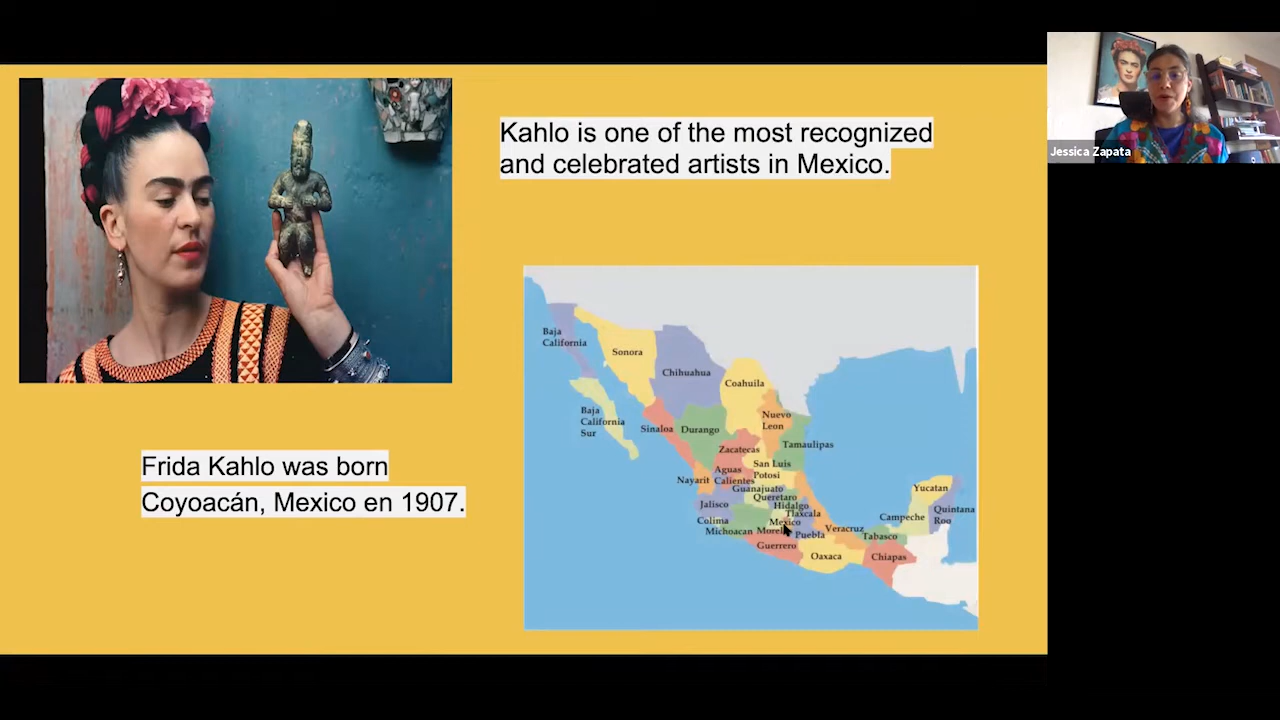 Kahlo is one of the most recognized
and celebrated artists in Mexico.
Jessica Zapata
Frida Kahlo was born
Coyoacán, Mexico en 1907.
Baja
California
Sonora
Chihuahua
Coahuila
Baja
California
Sur
Sinaloa
Durango
Nuevo
Leon
Tamaulipas
Zacatecas
San Luis
Potosi
Nayarit
Aguas
Calientes
Guanajuato
Queretaro
Hidalgo
Tlaxcala
Jalisco
Mexico
Colima
Michoacan
Puebla
Veracruz
Guerrero
Oaxaca
Tabasco
Chiapas
Campeche
Yucatan
Quintana
Roo